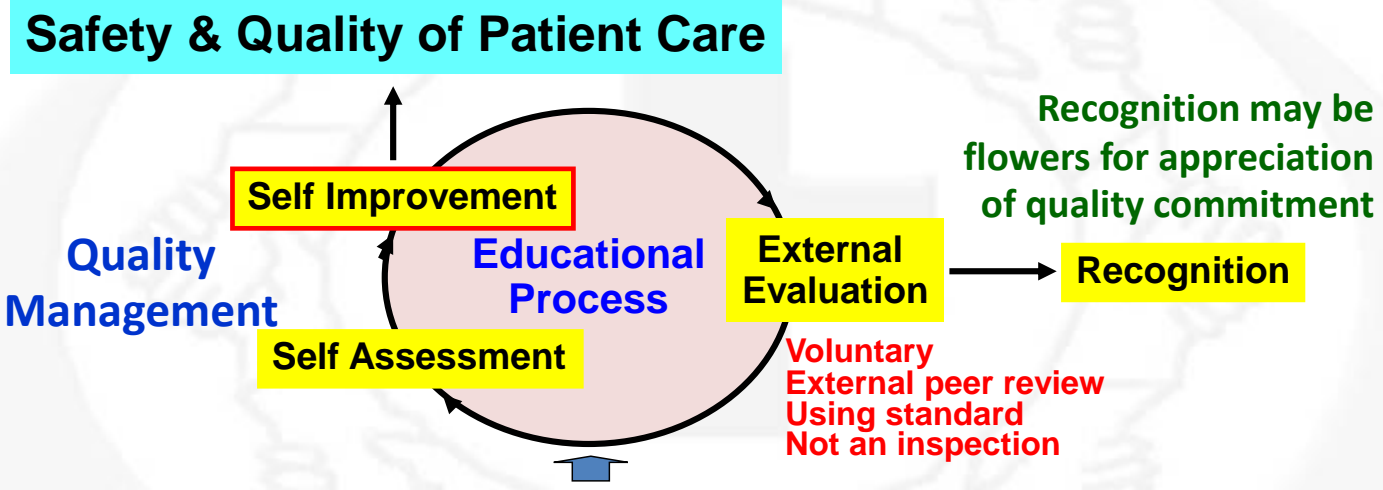 Safety & Quality of Patient Care
Recognition may be
flowers for appreciation
of quality commitment
Self Improvement
Quality
Management
Educational
Process
External
Evaluation
Recognition
Self Assessment
Voluntary
External peer review
Using standard
Not an inspection